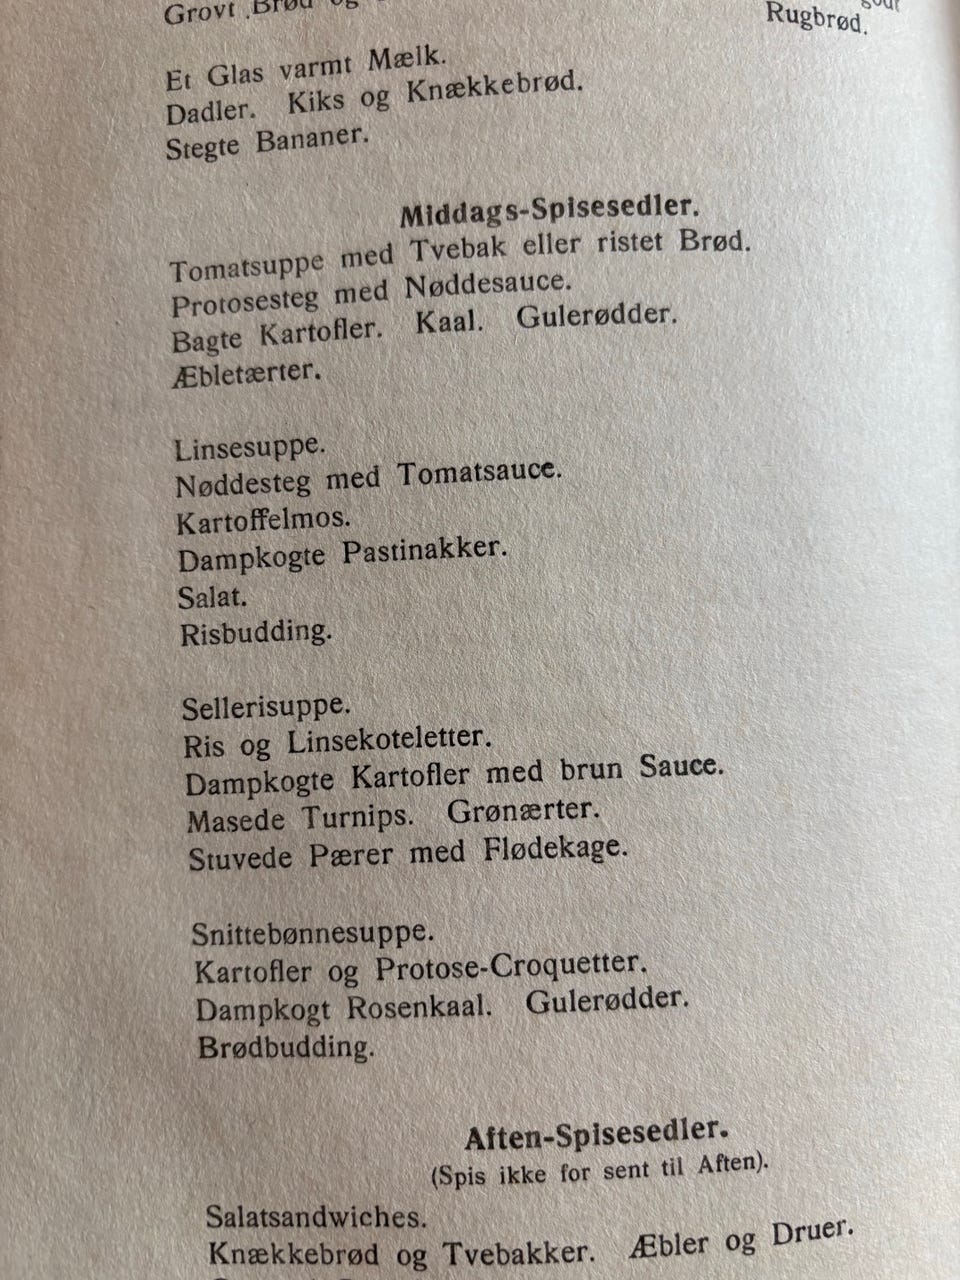 Grovt Brød og
godt
Rugbrød.
Et Glas varmt Mælk.
Dadler. Kiks og Knækkebrød.
Stegte Bananer.
Middags-Spisesedler.
Tomatsuppe med Tvebak eller ristet Brød.
Protosesteg med Nøddesauce.
Bagte Kartofler. Kaal. Gulerødder.
Æbletærter.
Linsesuppe.
Nøddesteg med Tomatsauce.
Kartoffelmos.
Dampkogte Pastinakker.
Salat.
Risbudding.
Sellerisuppe.
Ris og Linsekoteletter.
Dampkogte Kartofler med brun Sauce.
Masede Turnips. Grønærter.
Stuvede Pærer med Flødekage.
Snittebønnesuppe.
Kartofler og Protose-Croquetter.
Dampkogt Rosenkaal. Gulerødder.
Brødbudding.
Aften-Spisesedler.
(Spis ikke for sent til Aften).
Salatsandwiches.
Knækkebrød og Tvebakker. Æbler og Druer.